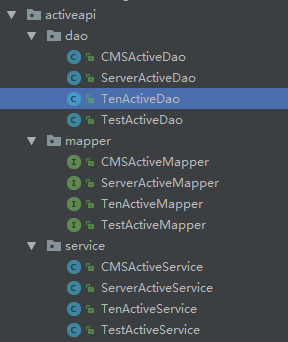 activeapi
dao
CMSActiveDao
ServerActiveDao
TenActiveDao
TestActiveDao
mapper
CMSActiveMapper
ServerActiveMapper
TenActiveMapper
TestActiveMapper
service
CMSActiveService
ServerActiveService
TenActiveService
TestActiveService